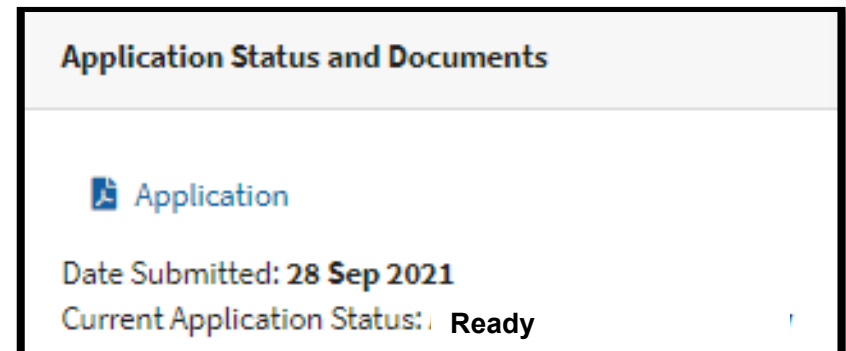 Application Status and Documents
Application
Date Submitted: 28 Sep 2021
Current Application Status: Ready